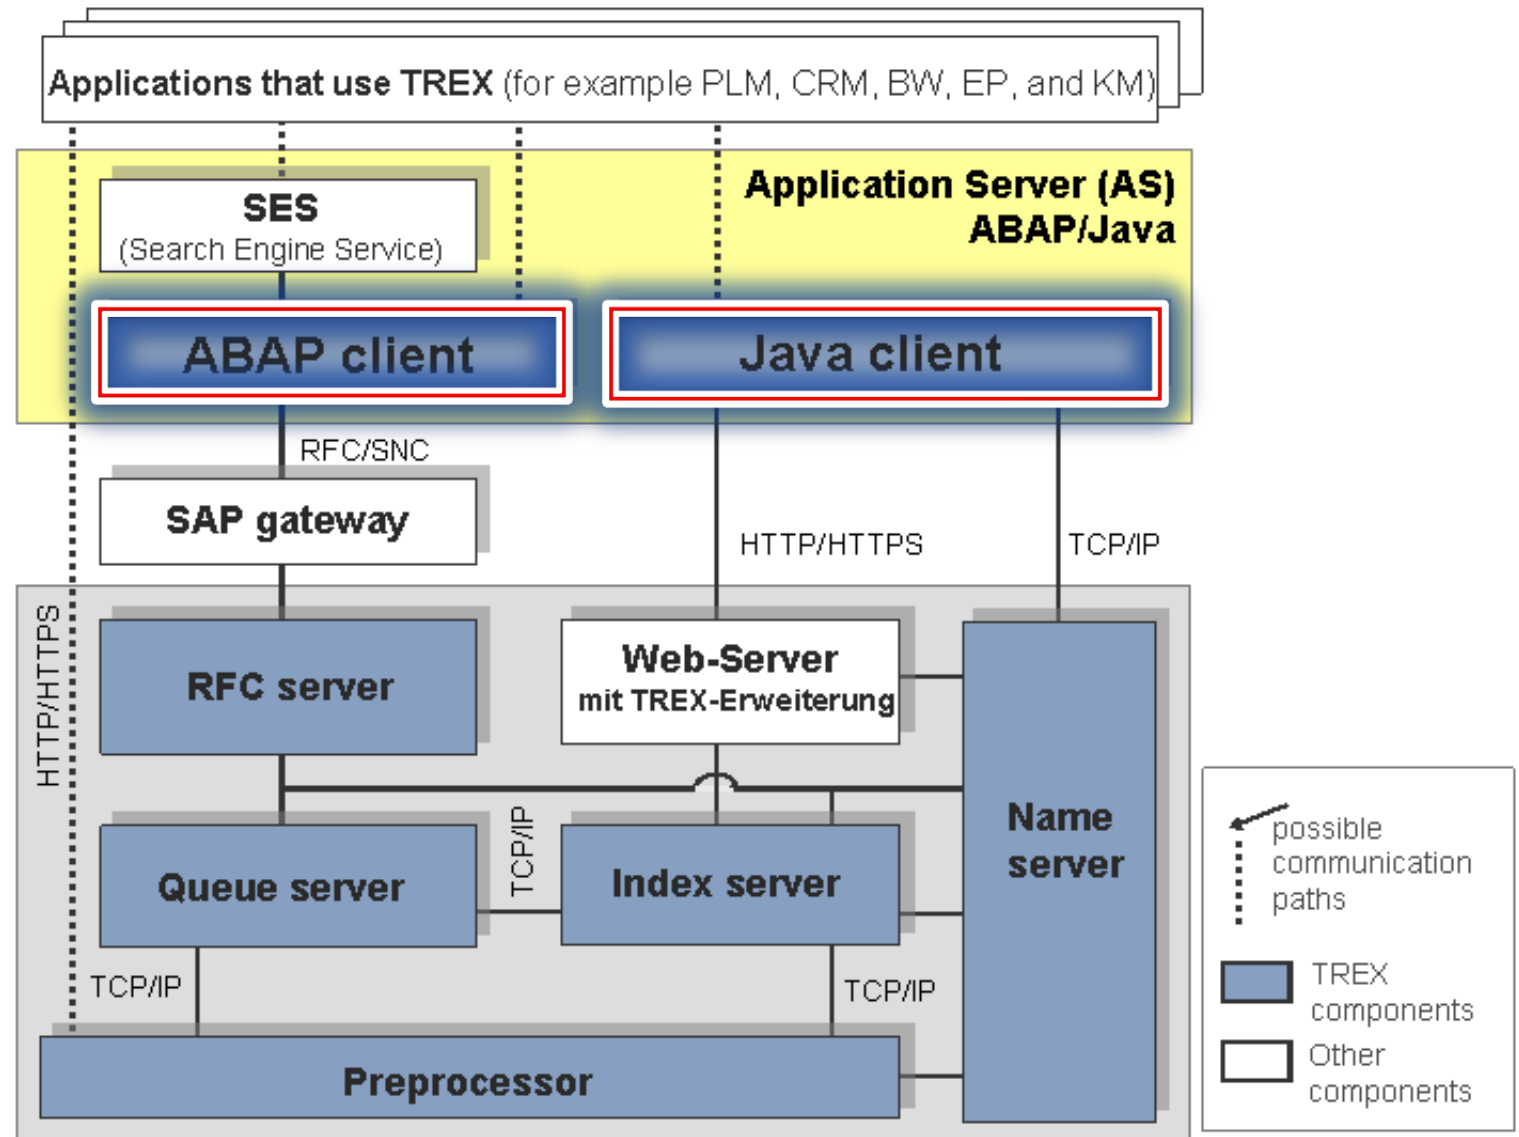 Applications that use TREX (for example PLM, CRM, BW, EP, and KM)
Application Server (AS)
ABAP/Java
SES
(Search Engine Service)
ABAP client
Java client
RFC/SNC
SAP gateway
HTTP/HTTPS
TCP/IP
HTTP/HTTPS
RFC server
Web-Server
mit TREX-Erweiterung
Name
server
Queue server
TCP/IP
Index server
TCP/IP
TCP/IP
Preprocessor
possible
communication
paths
TREX
components
Other
components